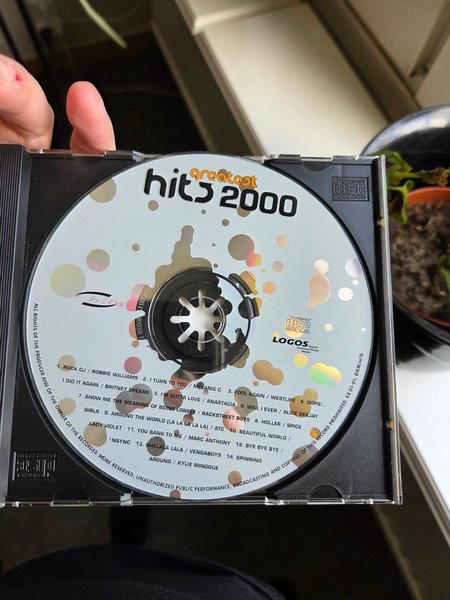 greatest
hits 2000
LOGOS
1. ROCK DJ / ROBBIE WILLIAMS 2. I TURN TO YOU / MELANIE C 3. FOOL AGAIN / WESTLIFE 4. OOPS!..
I DID IT AGAIN / BRITNEY SPEARS 5. I'M OUTTA LOVE / ANASTACIA 6. WILL I EVER / ALICE DEEJAY
7. SHOW ME THE MEANING OF BEING LONELY / BACKSTREET BOYS 8. HOLLER / SPICE
GIRLS 9. AROUND THE WORLD (LA LA LA LA LA) / ATC 10. BEAUTIFUL WORLD /
LADY VIOLET 11. YOU SANG TO ME / MARC ANTHONY 12. BYE BYE BYE /
'NSYNC 13. SHALALA LALA / VENGABOYS 14. SPINNING
AROUND / KYLIE MINOGUE
ALL RIGHTS OF THE PRODUCER AND OF THE OWNER OF THE RECORDED WORK RESERVED. UNAUTHORIZED PUBLIC PERFORMANCE, BROADCASTING AND COPYING OF THIS RECORD PROHIBITED.